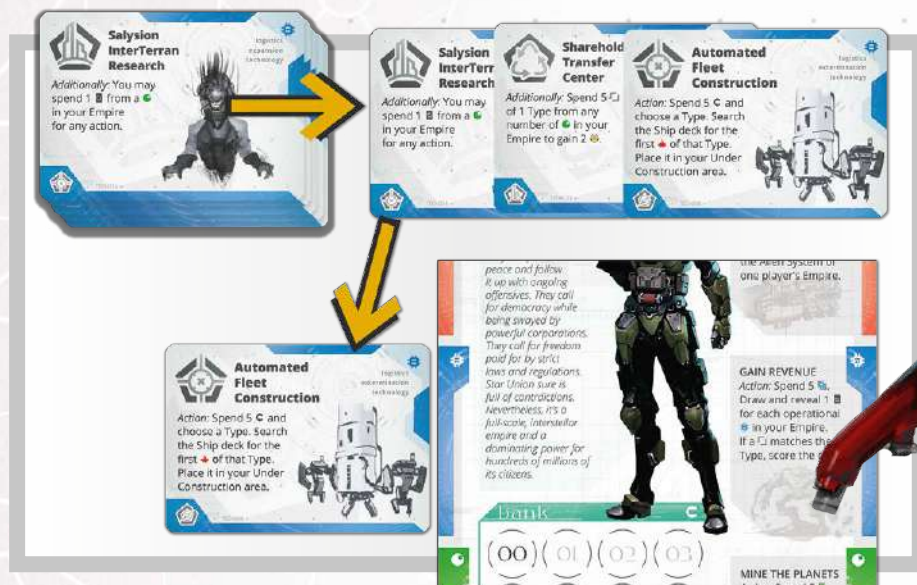 Salysion
InterTerran
Research
logistics
expansion
technology
Additionally: You may
spend 1 from a
in your Empire
for any action.
Salysion
InterTerr
Research
Additionally: You may
spend 1 from a
in your Empire
for any action.
Sharehold
Transfer
Center
Additionally: Spend 5
of 1 Type from any
number of in your
Empire to gain 2
Automated
Fleet
Construction
logistics
extermination
technology
Action: Spend 5 C and
choose a Type. Search
the Ship deck for the
first of that Type.
Place it in your Under
Construction area.
Automated
Fleet
Construction
logistics
extermination
technology
Action: Spend 5 C and
choose a Type. Search
the Ship deck for the
first of that Type.
Place it in your Under
Construction area.
peace and follow
it up with ongoing
offensives. They call
for democracy while
being swayed by
powerful corporations.
They call for freedom
paid for by strict
laws and regulations.
Star Union sure is
full of contradictions.
Nevertheless, it's a
full-scale, interstellar
empire and a
dominating power for
hundreds of millions of
its citizens.
the Alien System of
one player's Empire.
GAIN REVENUE
Action: Spend 5
Draw and reveal 1
for each operational
in your Empire.
If a matches the
Type, score the
bank
00 01 02 03
MINE THE PLANETS